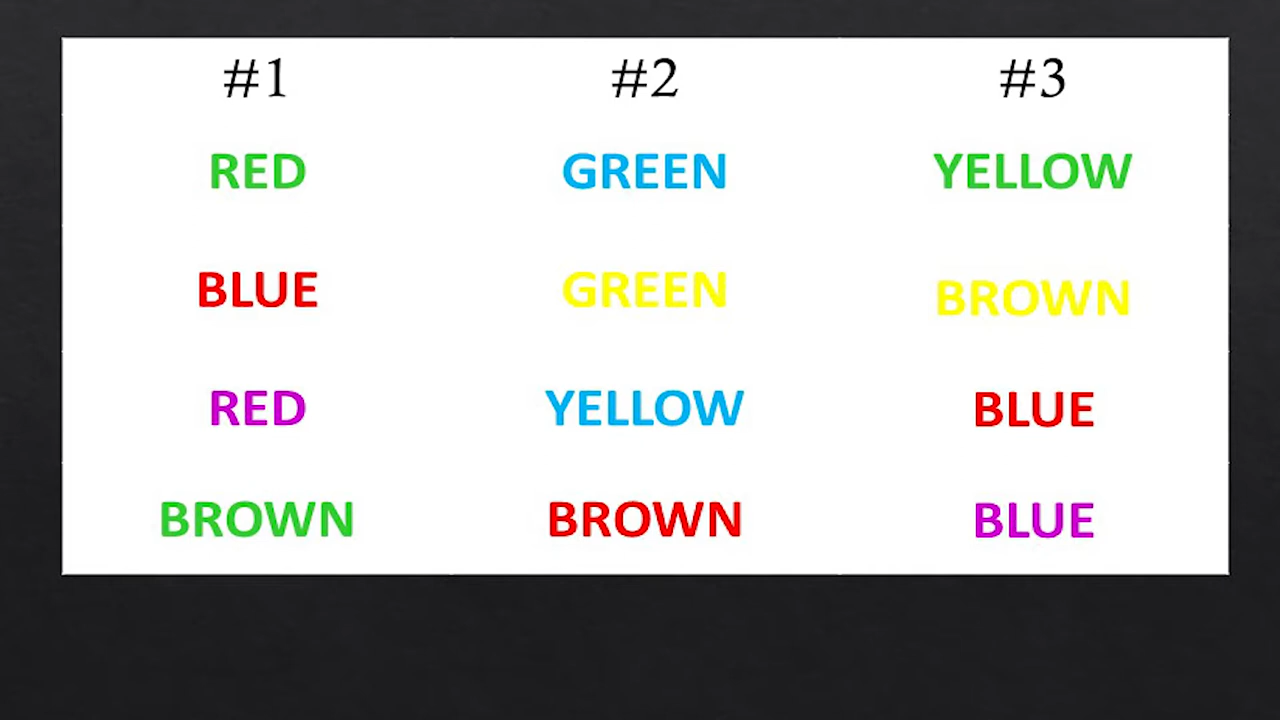 #1 #2 #3
RED GREEN YELLOW
BLUE GREEN BROWN
RED YELLOW BLUE
BROWN BROWN BLUE